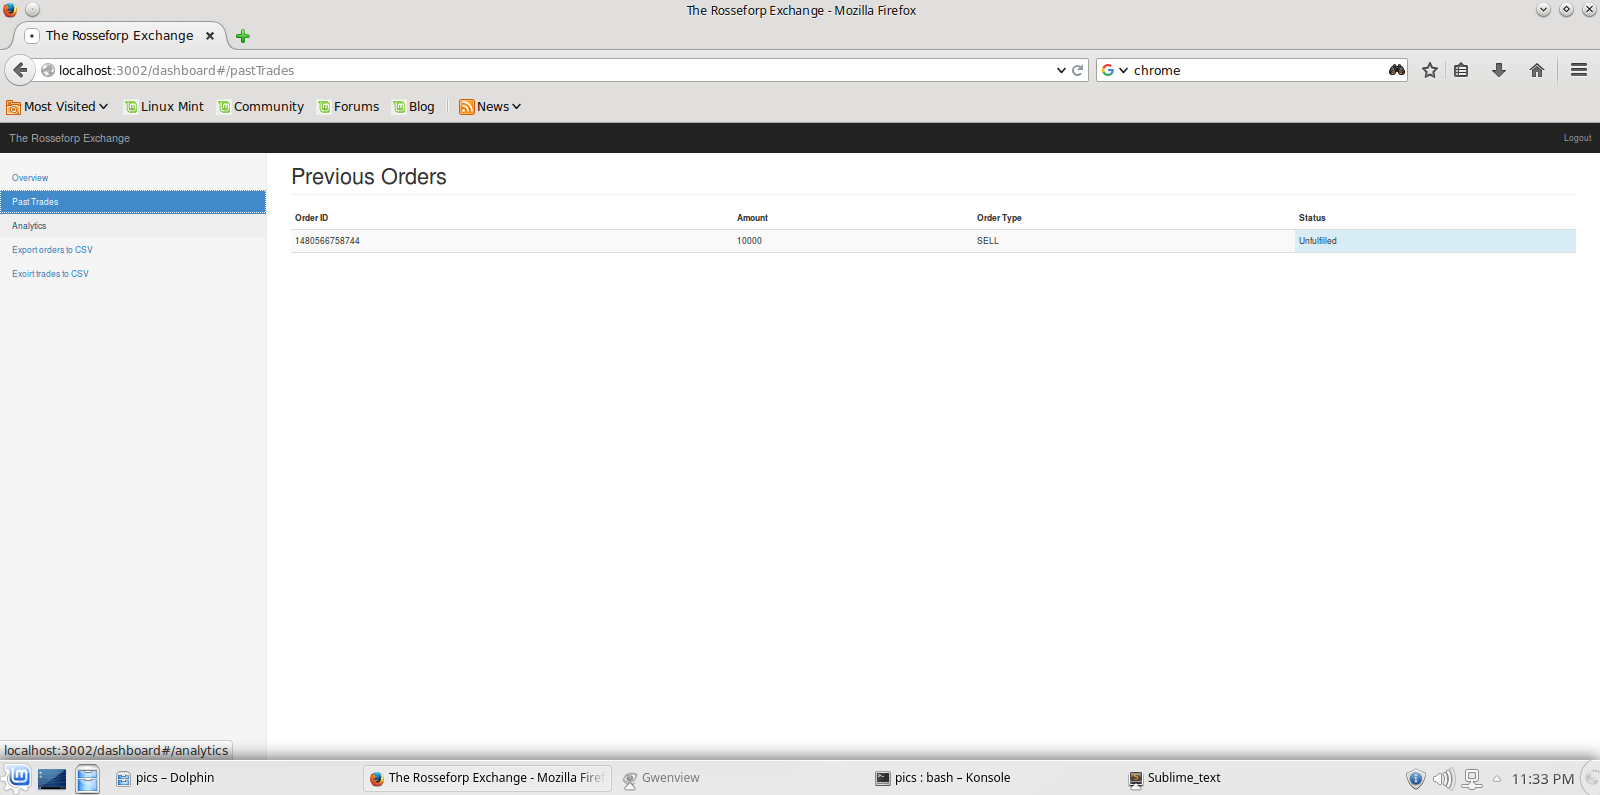 The Rosseforp Exchange - Mozilla Firefox
The Rosseforp Exchange
localhost:3002/dashboard#/pastTrades
chrome
Most Visited
Linux Mint
Community
Forums
Blog
News
The Rosseforp Exchange
Logout
Overview
Past Trades
Analytics
Export orders to CSV
Exoirt trades to CSV
Previous Orders
Order ID Amount Order Type Status
1480566758744 10000 SELL Unfulfilled
localhost:3002/dashboard#/analytics
pics – Dolphin
The Rosseforp Exchange - Mozilla Firef
Gwenview
pics : bash – Konsole
Sublime_text
11:33 PM